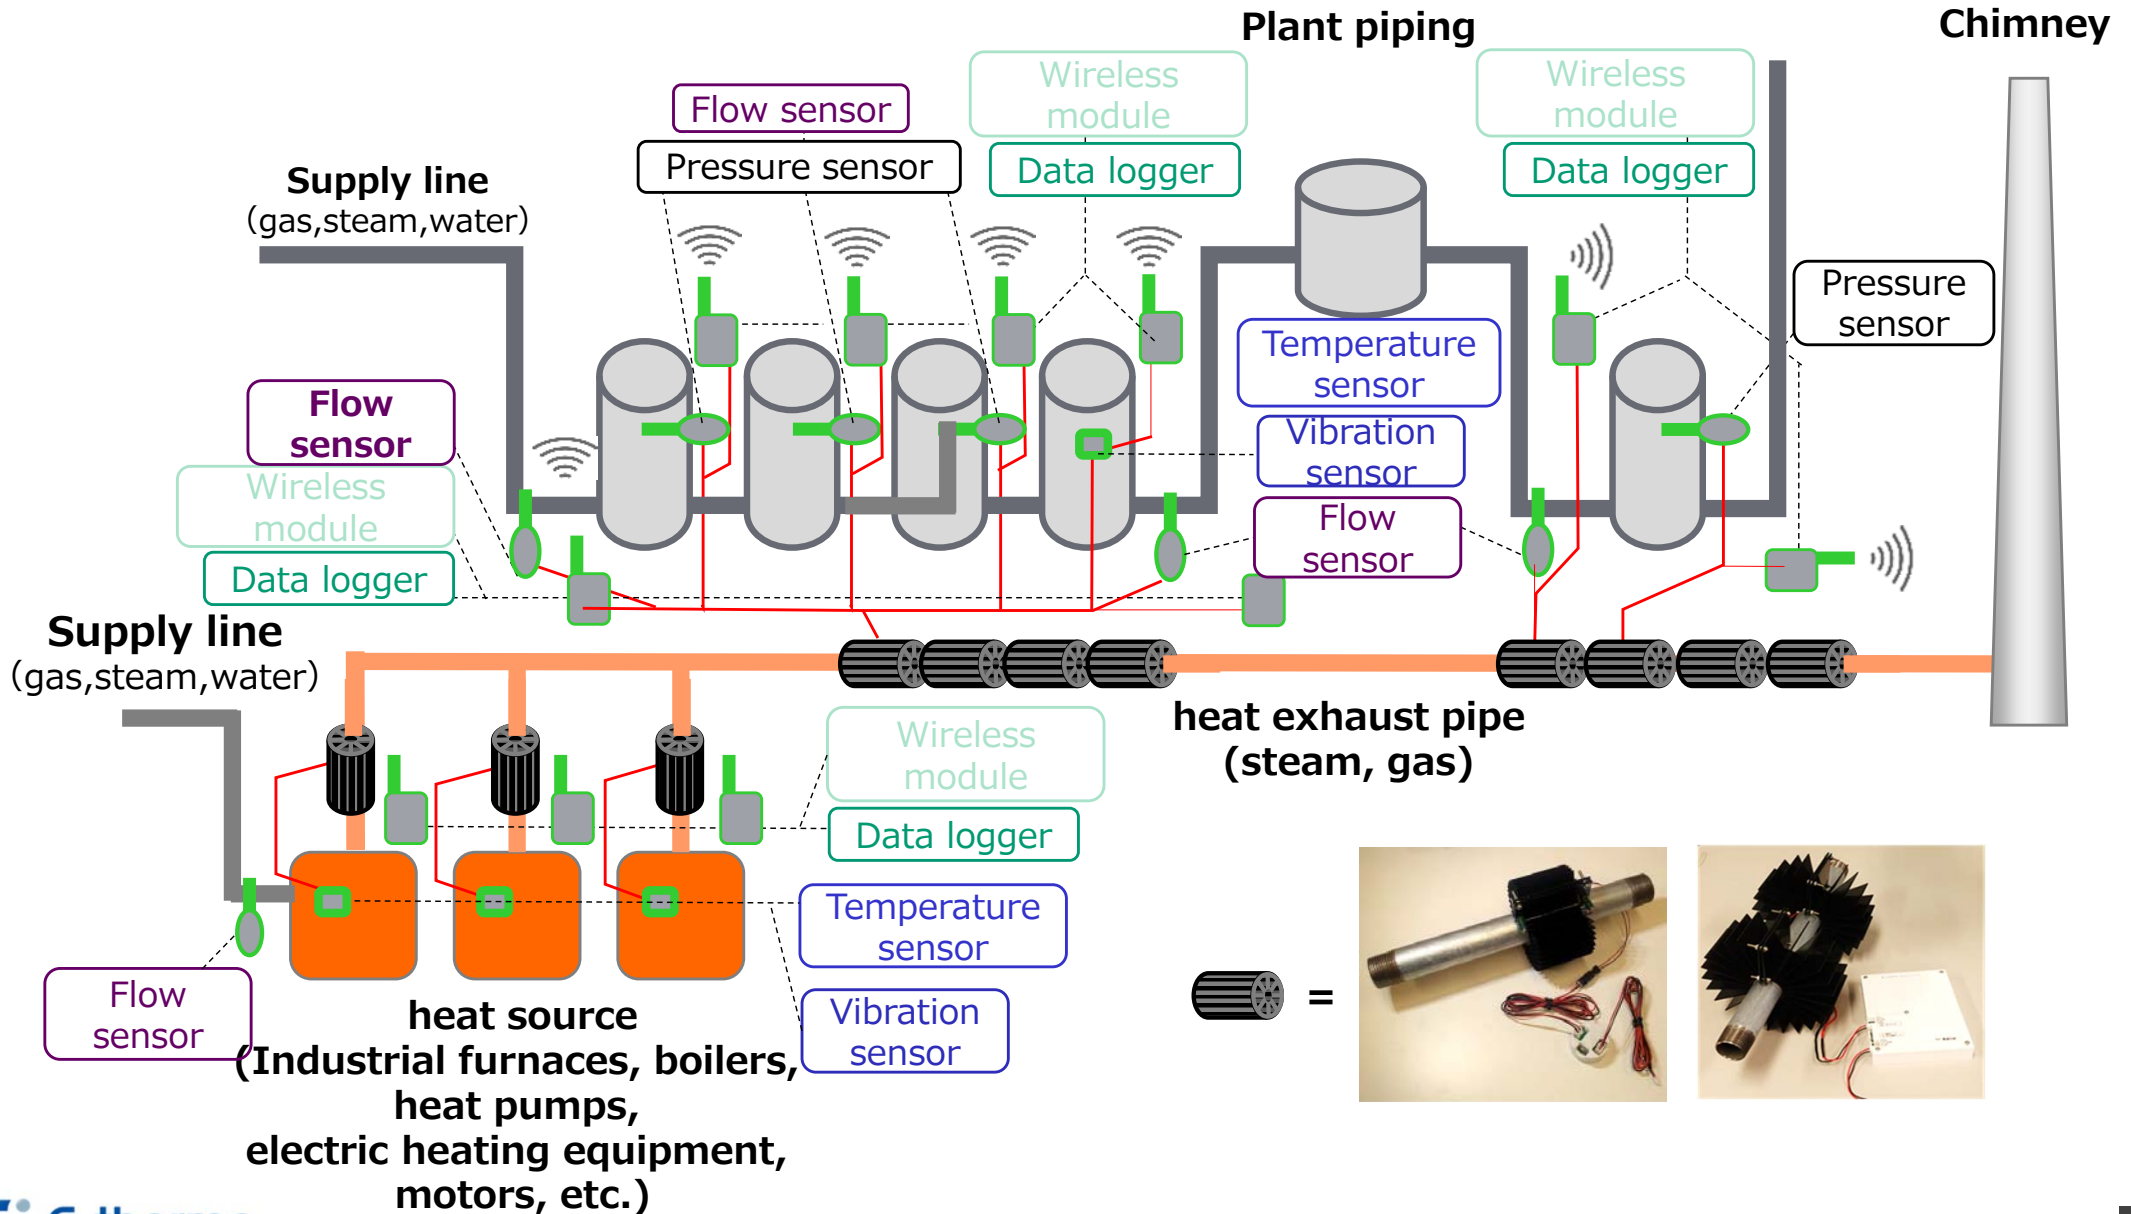 Plant piping
Chimney
Wireless
module
Wireless
module
Flow sensor
Pressure sensor
Data logger
Data logger
Supply line
(gas,steam,water)
Pressure
sensor
Temperature
sensor
Flow
sensor
Vibration
sensor
Wireless
module
Flow
sensor
Data logger
Supply line
(gas,steam,water)
heat exhaust pipe
(steam, gas)
Wireless
module
Data logger
Temperature
sensor
Flow
sensor
Vibration
sensor
=
heat source
(Industrial furnaces, boilers,
heat pumps,
electric heating equipment,
motors, etc.)